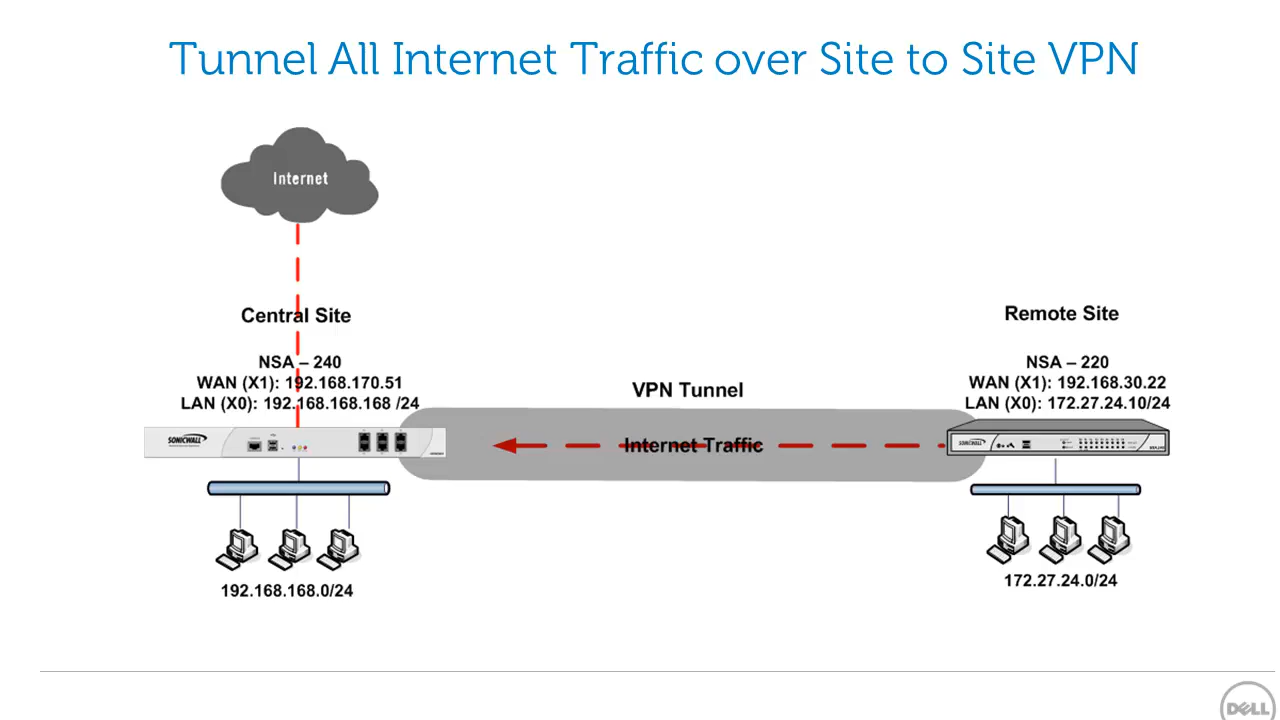 Tunnel All Internet Traffic over Site to Site VPN
Internet
Central Site
NSA – 240
WAN (X1): 192.168.170.51
LAN (X0): 192.168.168.168 /24
SONICWALL
192.168.168.0/24
VPN Tunnel
Internet Traffic
Remote Site
NSA – 220
WAN (X1): 192.168.30.22
LAN (X0): 172.27.24.10/24
SONICWALL
172.27.24.0/24
DELL